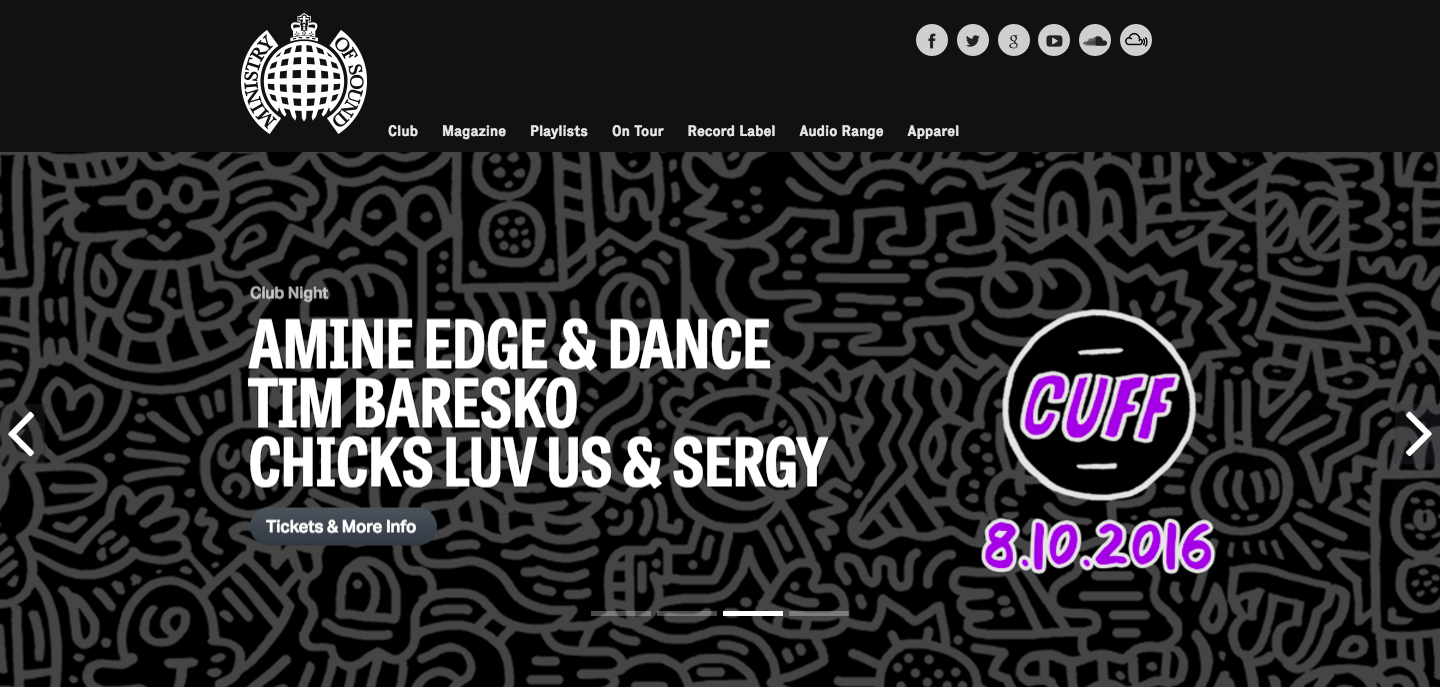 MINISTRY OF SOUND
Club Magazine Playlists On Tour Record Label Audio Range Apparel
Club Night
AMINE EDGE & DANCE
TIM BARESKO
CHICKS LUV US & SERGY
Tickets & More Info
CUFF
8.10.2016